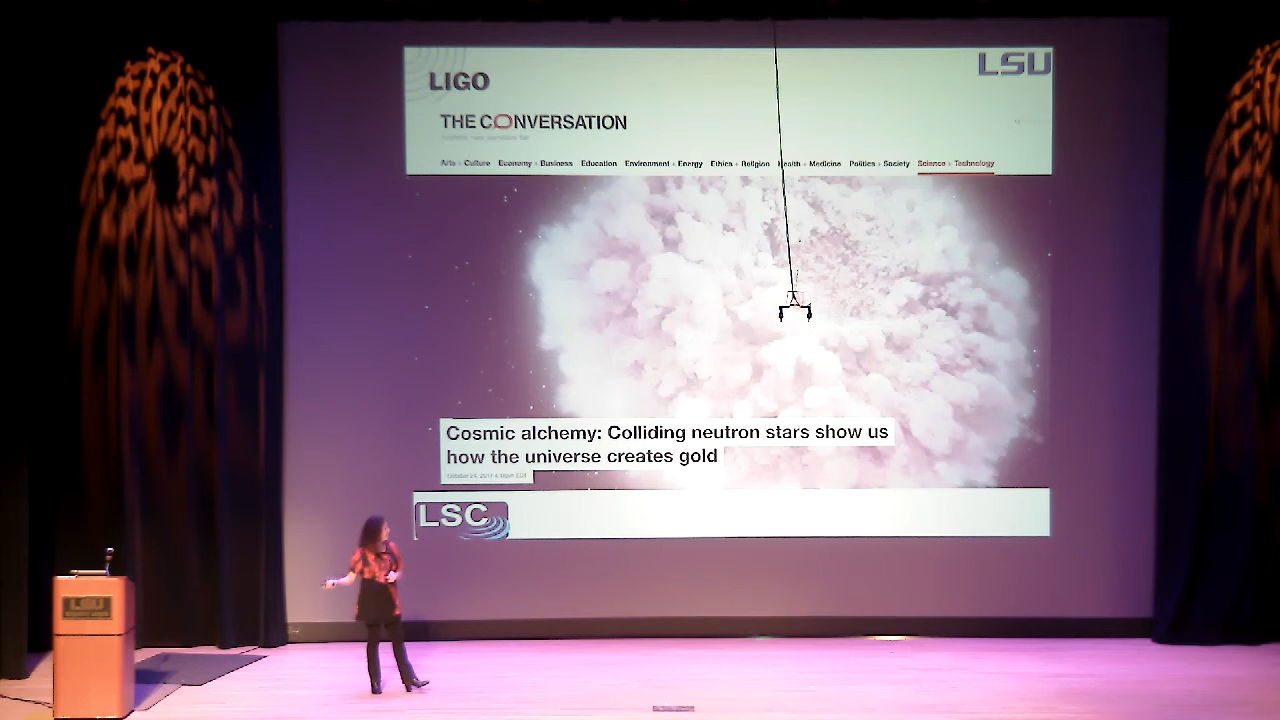 LIGO
LSU
THE CONVERSATION
Arts + Culture Economy + Business Education Environment + Energy Ethics + Religion Health + Medicine Politics + Society Science + Technology
Cosmic alchemy: Colliding neutron stars show us
how the universe creates gold
LSC
LSU